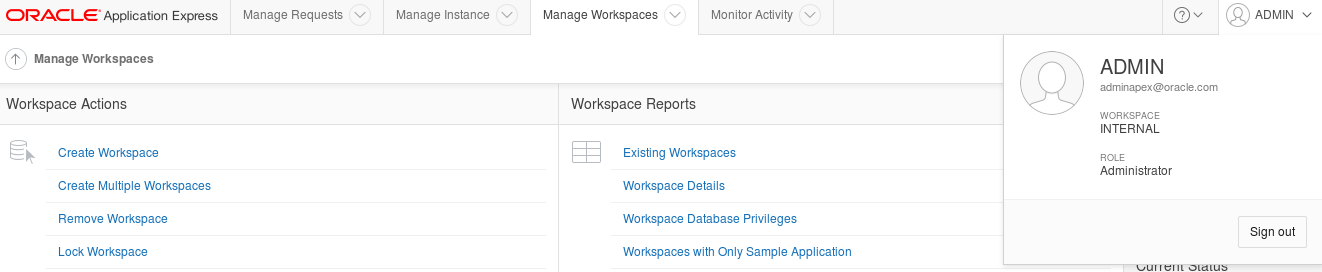 ORACLE Application Express
Manage Requests
Manage Instance
Manage Workspaces
Monitor Activity
?
ADMIN
Manage Workspaces
ADMIN
adminapex@oracle.com
WORKSPACE
INTERNAL
ROLE
Administrator
Sign out
Workspace Actions
Create Workspace
Create Multiple Workspaces
Remove Workspace
Lock Workspace
Workspace Reports
Existing Workspaces
Workspace Details
Workspace Database Privileges
Workspaces with Only Sample Application
Current Status